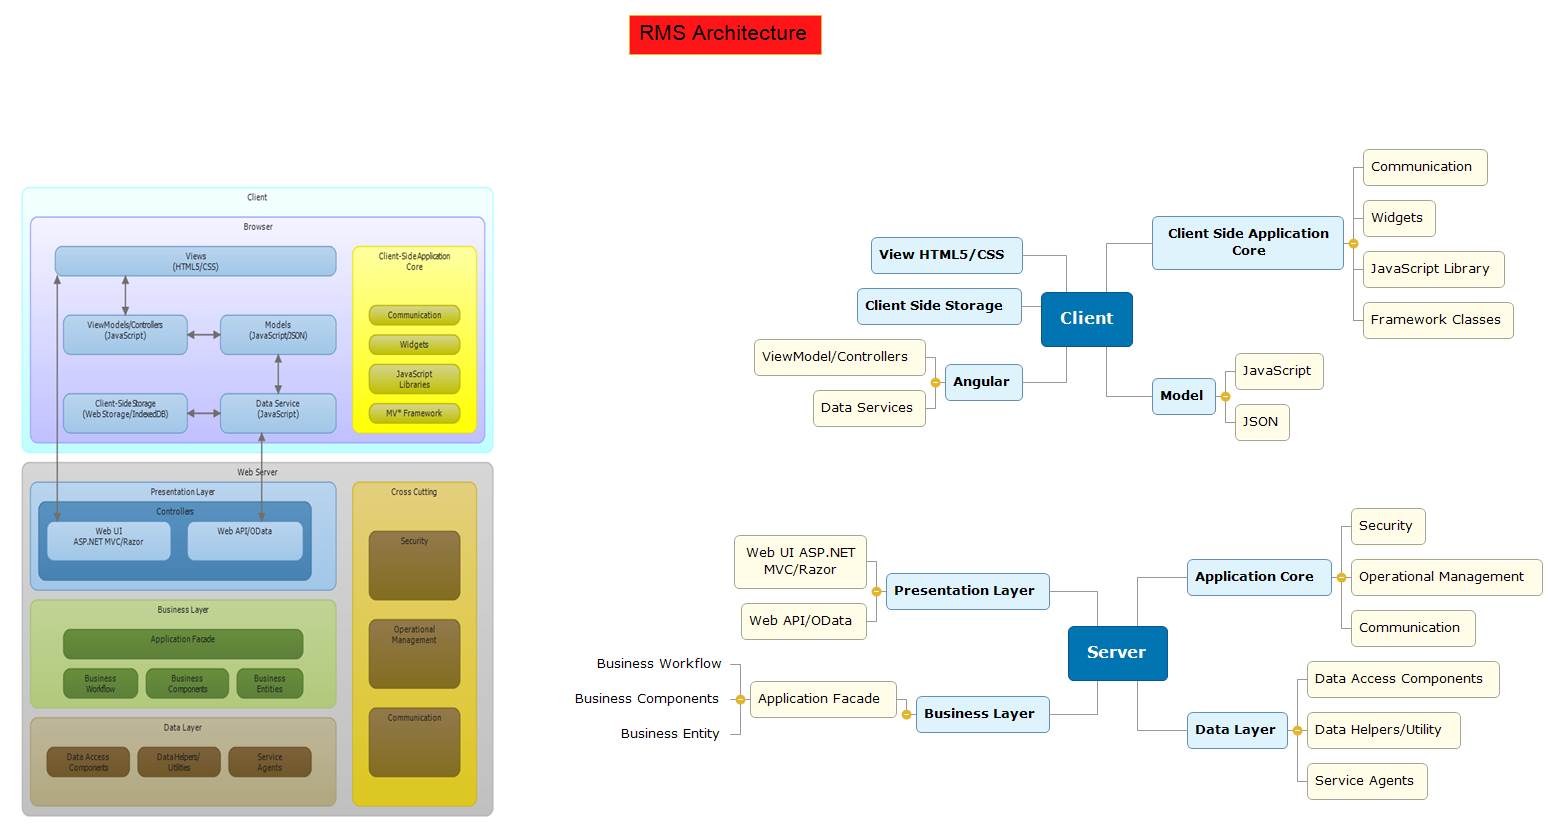 RMS Architecture
Client
Browser
Views
(HTML5/CSS)
Client-Side Application
Core
Communication
Widgets
JavaScript
Libraries
MV* Framework
ViewModels/Controllers
(JavaScript)
Models
(JavaScript/JSON)
Client-Side Storage
(Web Storage/IndexedDB)
Data Service
(JavaScript)
Web Server
Presentation Layer
Controllers
Web UI
ASP.NET MVC/Razor
Web API/OData
Cross Cutting
Security
Operational
Management
Communication
Business Layer
Application Facade
Business
Workflow
Business
Components
Business
Entities
Data Layer
Data Access
Components
Data Helpers/
Utilities
Service
Agents
Client
View HTML5/CSS
Client Side Storage
Angular
ViewModel/Controllers
Data Services
Client Side Application
Core
Communication
Widgets
JavaScript Library
Framework Classes
Model
JavaScript
JSON
Server
Presentation Layer
Web UI ASP.NET
MVC/Razor
Web API/OData
Business Layer
Application Facade
Business Workflow
Business Components
Business Entity
Application Core
Security
Operational Management
Communication
Data Layer
Data Access Components
Data Helpers/Utility
Service Agents